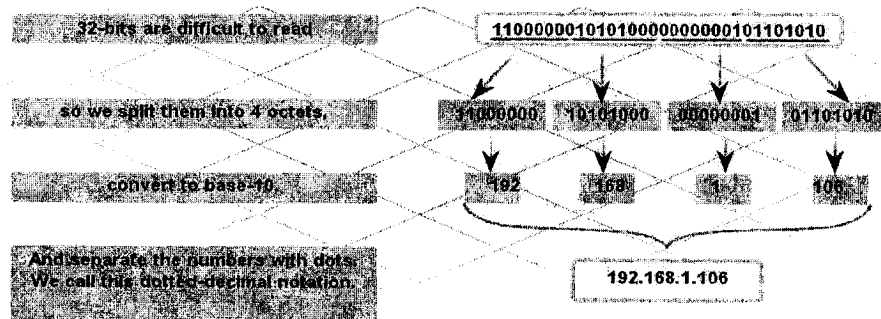 32-bits are difficult to read
11000000101010000000000101101010
so we split them into 4 octets,
11000000 10101000 00000001 01101010
convert to base-10,
192 168 1 106
And separate the numbers with dots.
We call this dotted-decimal notation.
192.168.1.106